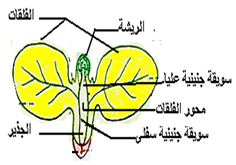 الفلقات
الريشة
سويقة جنينية عليا
محور الفلقات
سويقة جنينية سفلى
الجذير